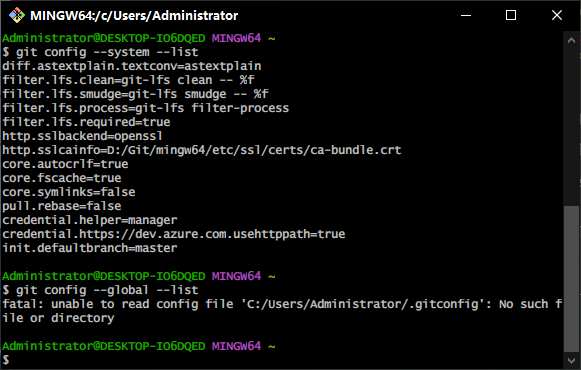 MINGW64:/c/Users/Administrator
Administrator@DESKTOP-IO6DQED MINGW64 ~
$ git config --system --list
diff.astextplain.textconv=astextplain
filter.lfs.clean=git-lfs clean -- %f
filter.lfs.smudge=git-lfs smudge -- %f
filter.lfs.process=git-lfs filter-process
filter.lfs.required=true
http.sslbackend=openssl
http.sslcainfo=D:/Git/mingw64/etc/ssl/certs/ca-bundle.crt
core.autocrlf=true
core.fscache=true
core.symlinks=false
pull.rebase=false
credential.helper=manager
credential.https://dev.azure.com.usehttppath=true
init.defaultbranch=master
Administrator@DESKTOP-IO6DQED MINGW64 ~
$ git config --global --list
fatal: unable to read config file 'C:/Users/Administrator/.gitconfig': No such f
ile or directory
Administrator@DESKTOP-IO6DQED MINGW64 ~
$